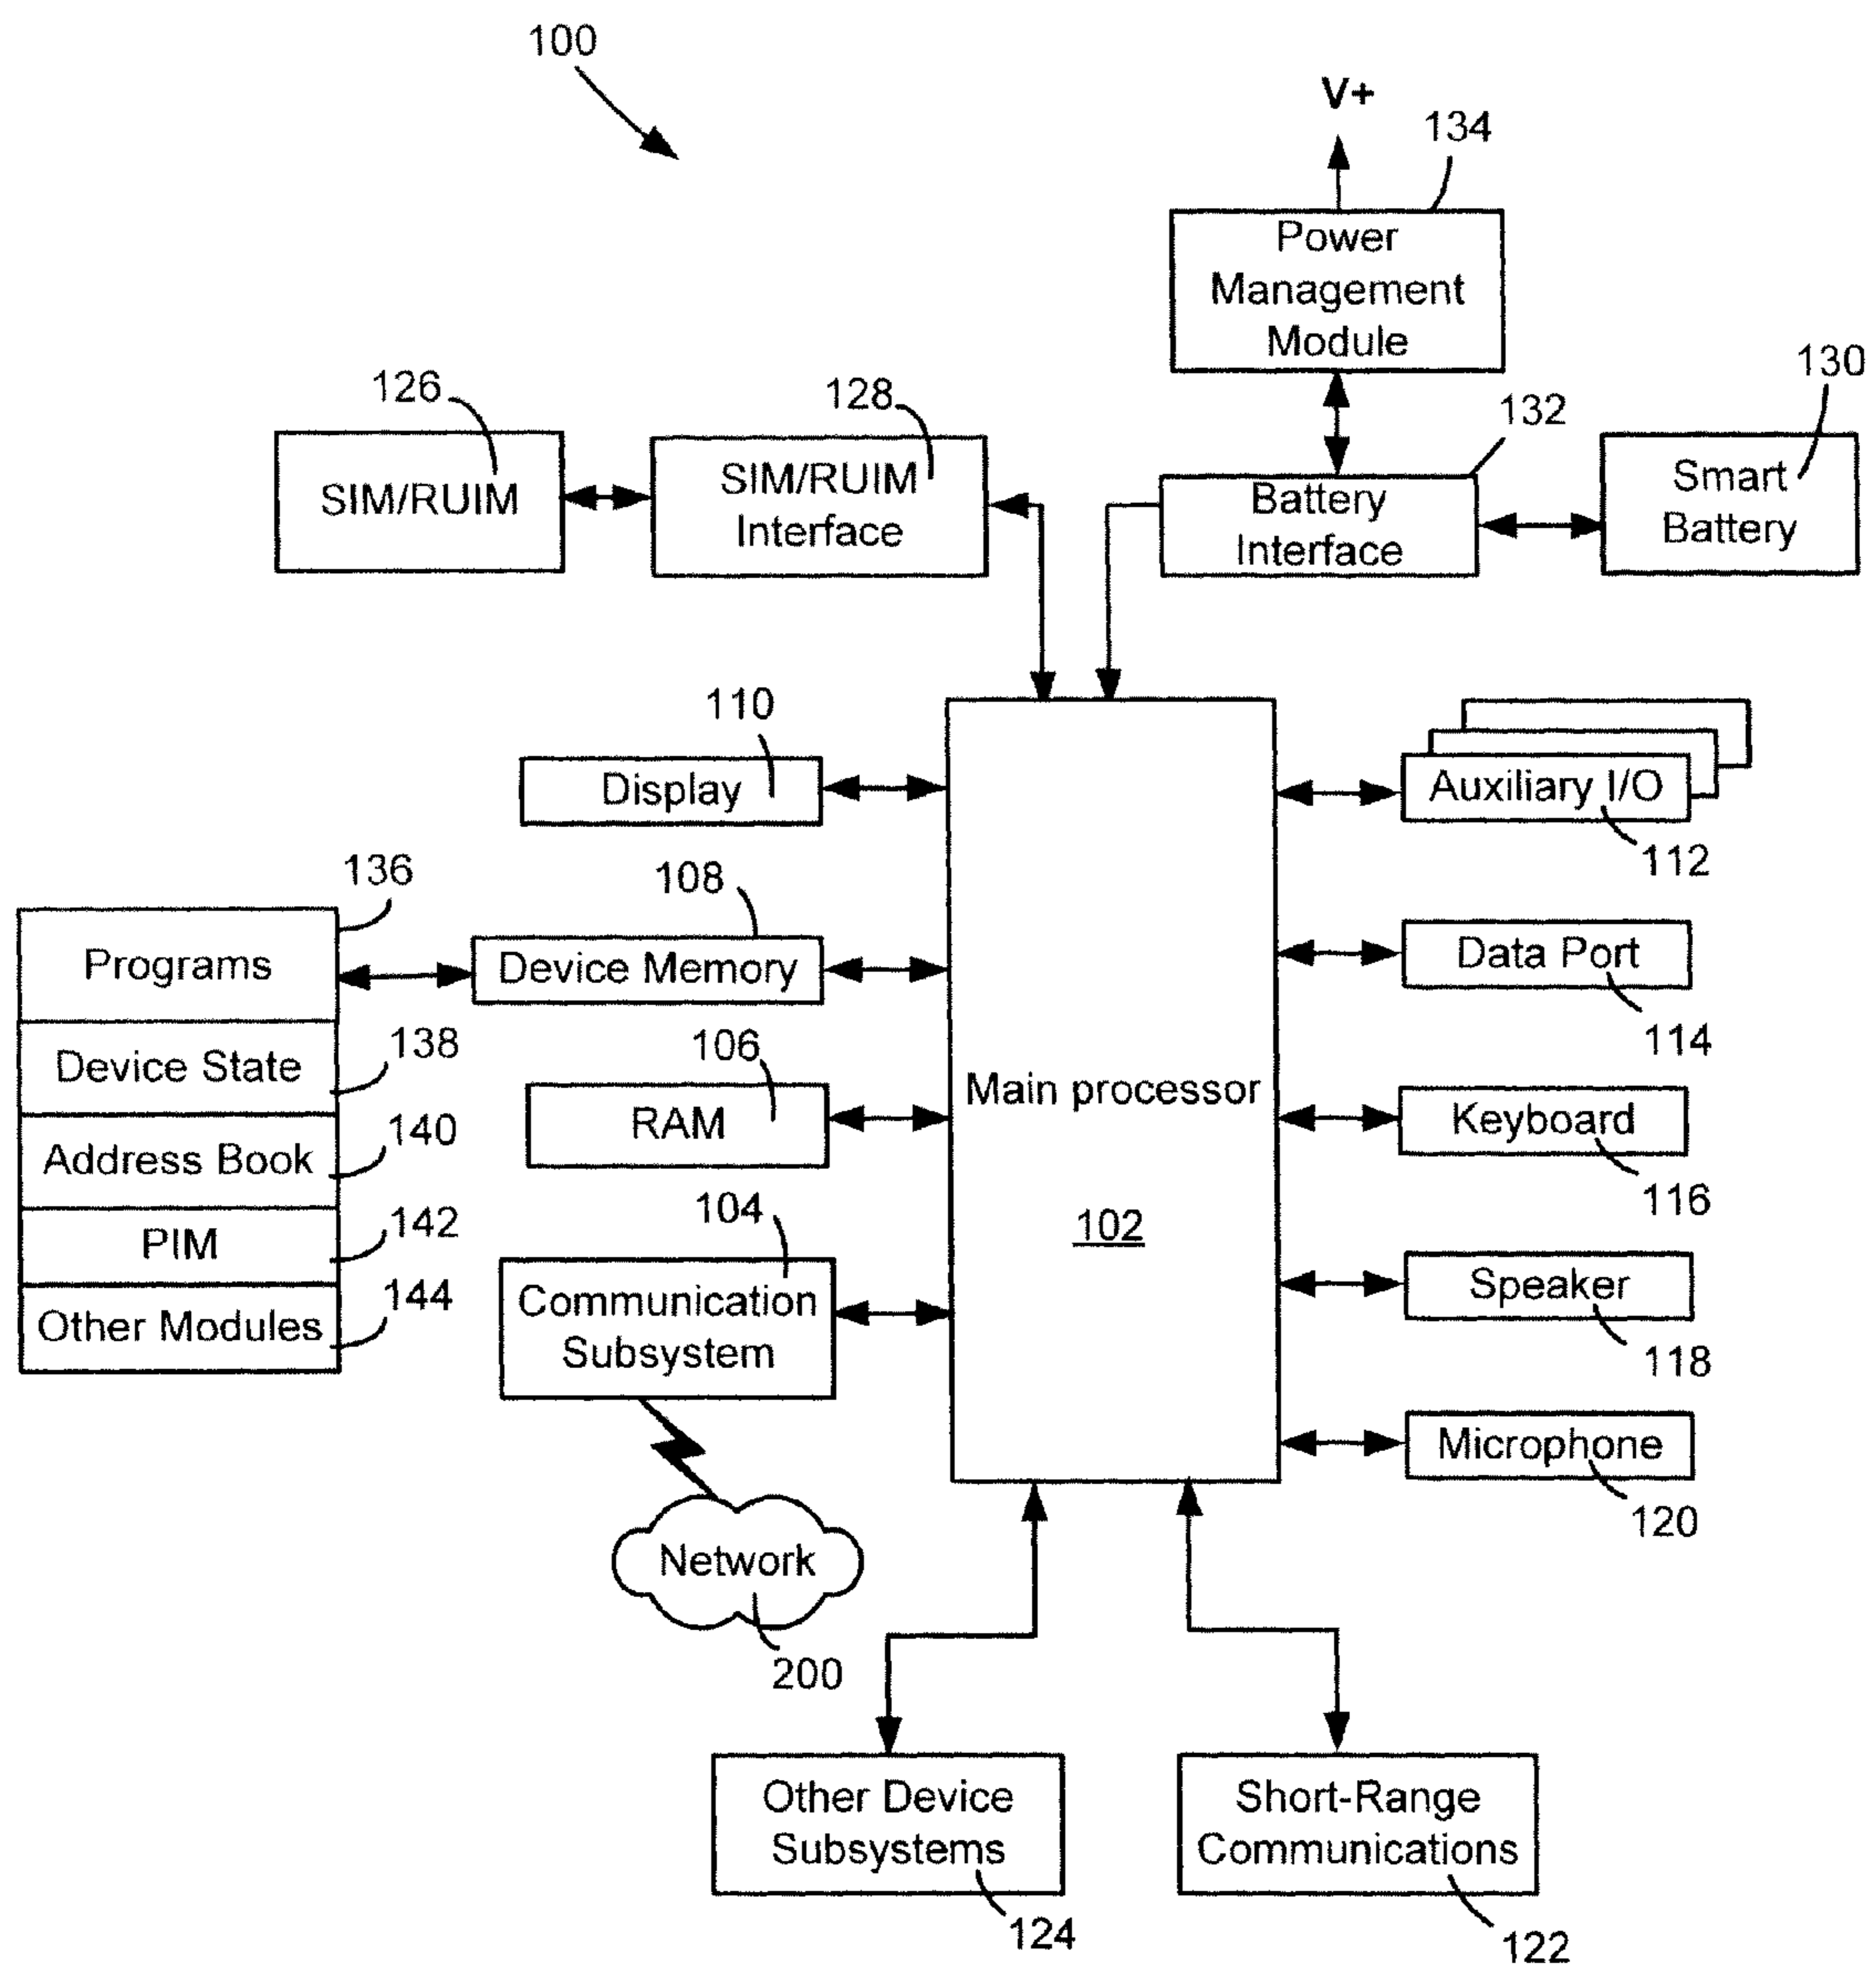 100
V+
134
Power
Management
Module
130
126
128
132
SIM/RUIM
SIM/RUIM
Interface
Battery
Interface
Smart
Battery
110
Display
Auxiliary I/O
112
136
108
Programs
Device Memory
Data Port
114
138
Device State
106
RAM
Main processor
102
Keyboard
116
140
Address Book
142
PIM
104
144
Other Modules
Communication
Subsystem
Speaker
118
Microphone
120
Network
200
Other Device
Subsystems
124
Short-Range
Communications
122